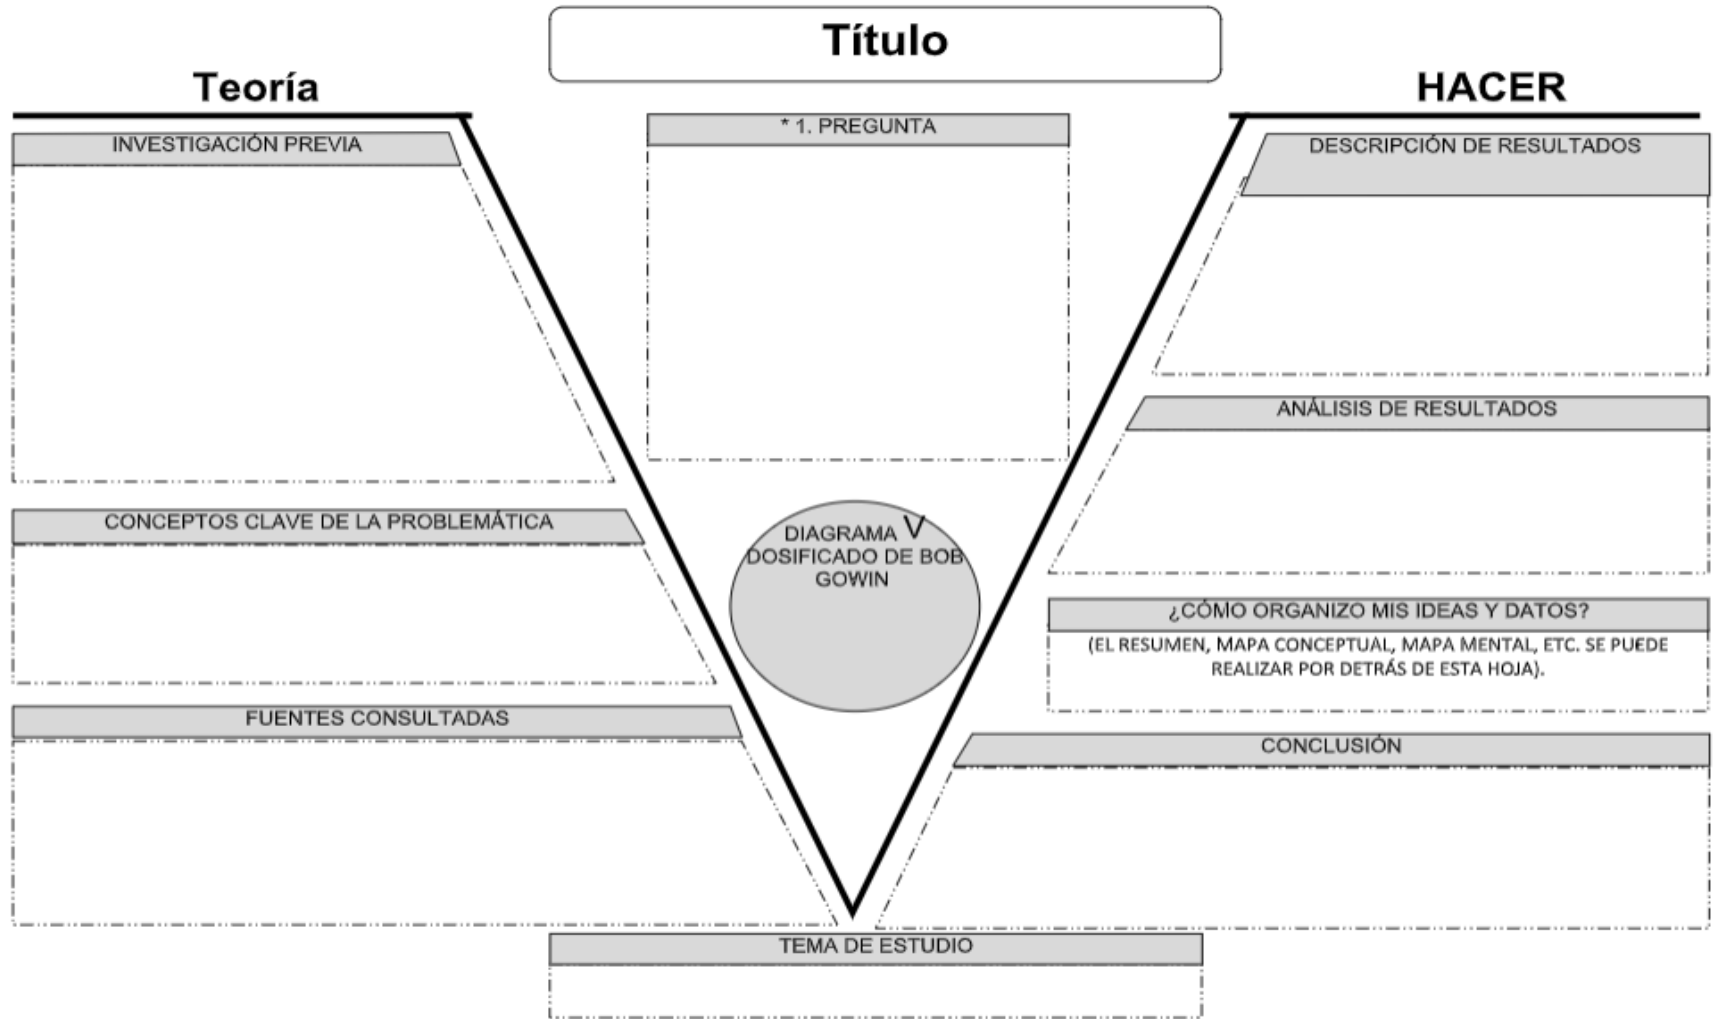 Título
Teoría
HACER
* 1. PREGUNTA
INVESTIGACIÓN PREVIA
DESCRIPCIÓN DE RESULTADOS
ANÁLISIS DE RESULTADOS
CONCEPTOS CLAVE DE LA PROBLEMÁTICA
DIAGRAMA V
DOSIFICADO DE BOB
GOWIN
¿CÓMO ORGANIZO MIS IDEAS Y DATOS?
(EL RESUMEN, MAPA CONCEPTUAL, MAPA MENTAL, ETC. SE PUEDE
REALIZAR POR DETRÁS DE ESTA HOJA).
FUENTES CONSULTADAS
CONCLUSIÓN
TEMA DE ESTUDIO